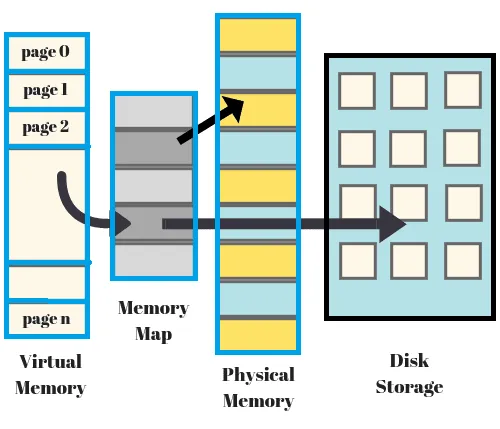 page 0
page 1
page 2
page n
Virtual
Memory
Memory
Map
Physical
Memory
Disk
Storage